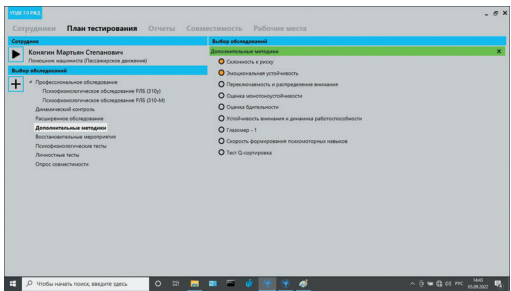 УПДК ТЭ РЖД
Сотрудники План тестирования Отчеты Совместимость Рабочие места
Сотрудник
Конягин Мартьян Степанович
Помощник машиниста (Пассажирское движение)
Выбор обследований
Профессиональное обследование
Психофизиологическое обследование РЛБ (310у)
Психофизиологическое обследование РЛБ (310-М)
Динамический контроль
Расширенное обследование
Дополнительные методики
Восстановительные мероприятия
Психофизиологические тесты
Личностные тесты
Опрос совместимости
Выбор обследований
Дополнительные методики
Склонность к риску
Эмоциональная устойчивость
Переключаемость и распределение внимания
Оценка монотоноустойчивости
Оценка бдительности
Устойчивость внимания и динамика работоспособности
Глазомер - 1
Скорость формирования психомоторных навыков
Тест Q-сортировка
Чтобы начать поиск, введите здесь
РУС
14:45
05.09.2022